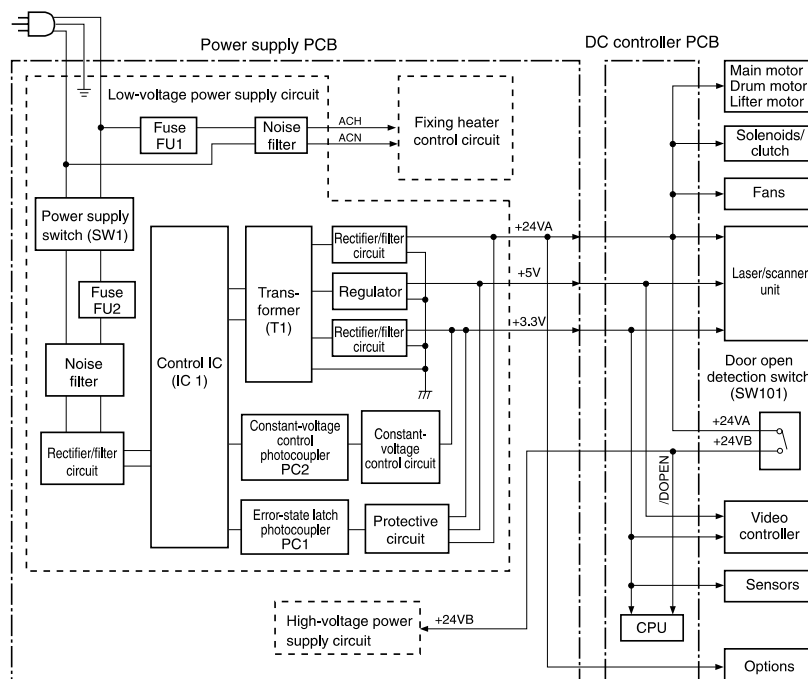 Power supply PCB
DC controller PCB
Low-voltage power supply circuit
Fuse
FU1
Noise
filter
ACH
ACN
Fixing heater
control circuit
Main motor
Drum motor
Lifter motor
Solenoids/
clutch
Fans
Power supply
switch (SW1)
Fuse
FU2
Noise
filter
Rectifier/filter
circuit
Control IC
(IC 1)
Trans-
former
(T1)
Rectifier/filter
circuit
Regulator
Rectifier/filter
circuit
+24VA
+5V
+3.3V
Laser/scanner
unit
Constant-voltage
control
photocoupler
PC2
Constant-
voltage
control circuit
Error-state latch
photocoupler
PC1
Protective
circuit
Door open
detection switch
(SW101)
+24VA
+24VB
/DOPEN
Video
controller
Sensors
High-voltage power
supply circuit
+24VB
CPU
Options